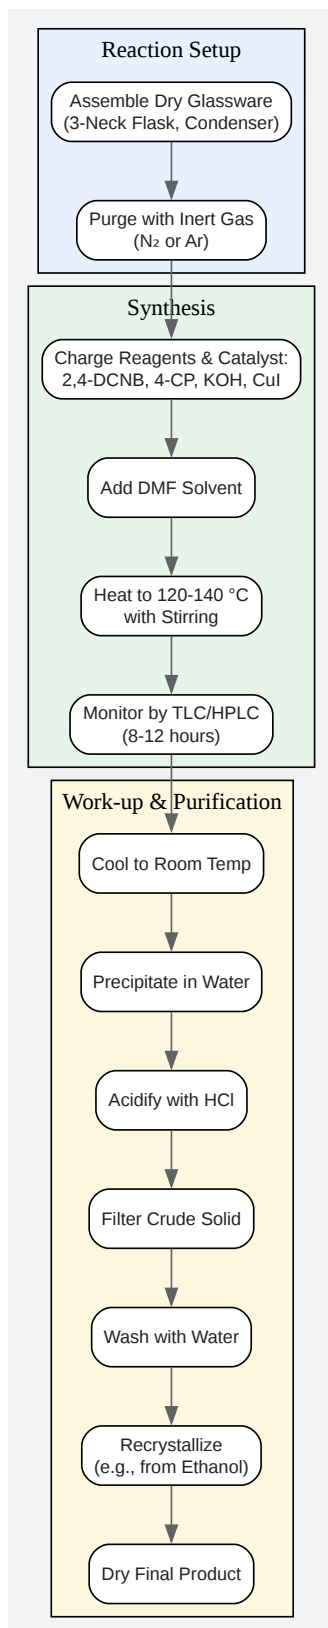 Reaction Setup
Assemble Dry Glassware
(3-Neck Flask, Condenser)
Purge with Inert Gas
(N₂ or Ar)
Synthesis
Charge Reagents & Catalyst:
2,4-DCNB, 4-CP, KOH, CuI
Add DMF Solvent
Heat to 120-140 °C
with Stirring
Monitor by TLC/HPLC
(8-12 hours)
Work-up & Purification
Cool to Room Temp
Precipitate in Water
Acidify with HCl
Filter Crude Solid
Wash with Water
Recrystallize
(e.g., from Ethanol)
Dry Final Product